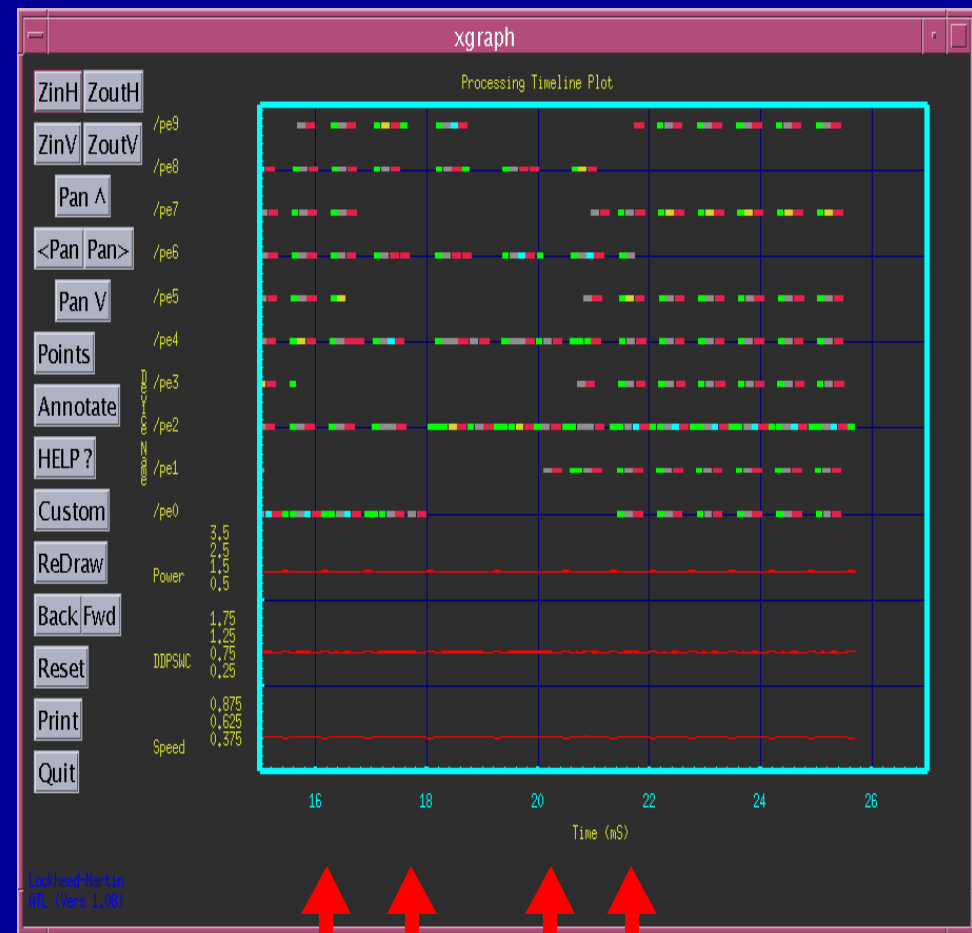 xgraph
Processing Timeline Plot
ZinH ZoutH
ZinV ZoutV
Pan ^
<Pan Pan>
Pan V
Points
Annotate
HELP ?
Custom
ReDraw
Back Fwd
Reset
Print
Quit
Device Name
/pe9
/pe8
/pe7
/pe6
/pe5
/pe4
/pe3
/pe2
/pe1
/pe0
Power
3.5
2.5
1.5
0.5
DDPSWC
1.75
1.25
0.75
0.25
Speed
0.875
0.625
0.375
16 18 20 22 24 26
Time (mS)
Lockheed-Martin
ATL (Vers 1.08)